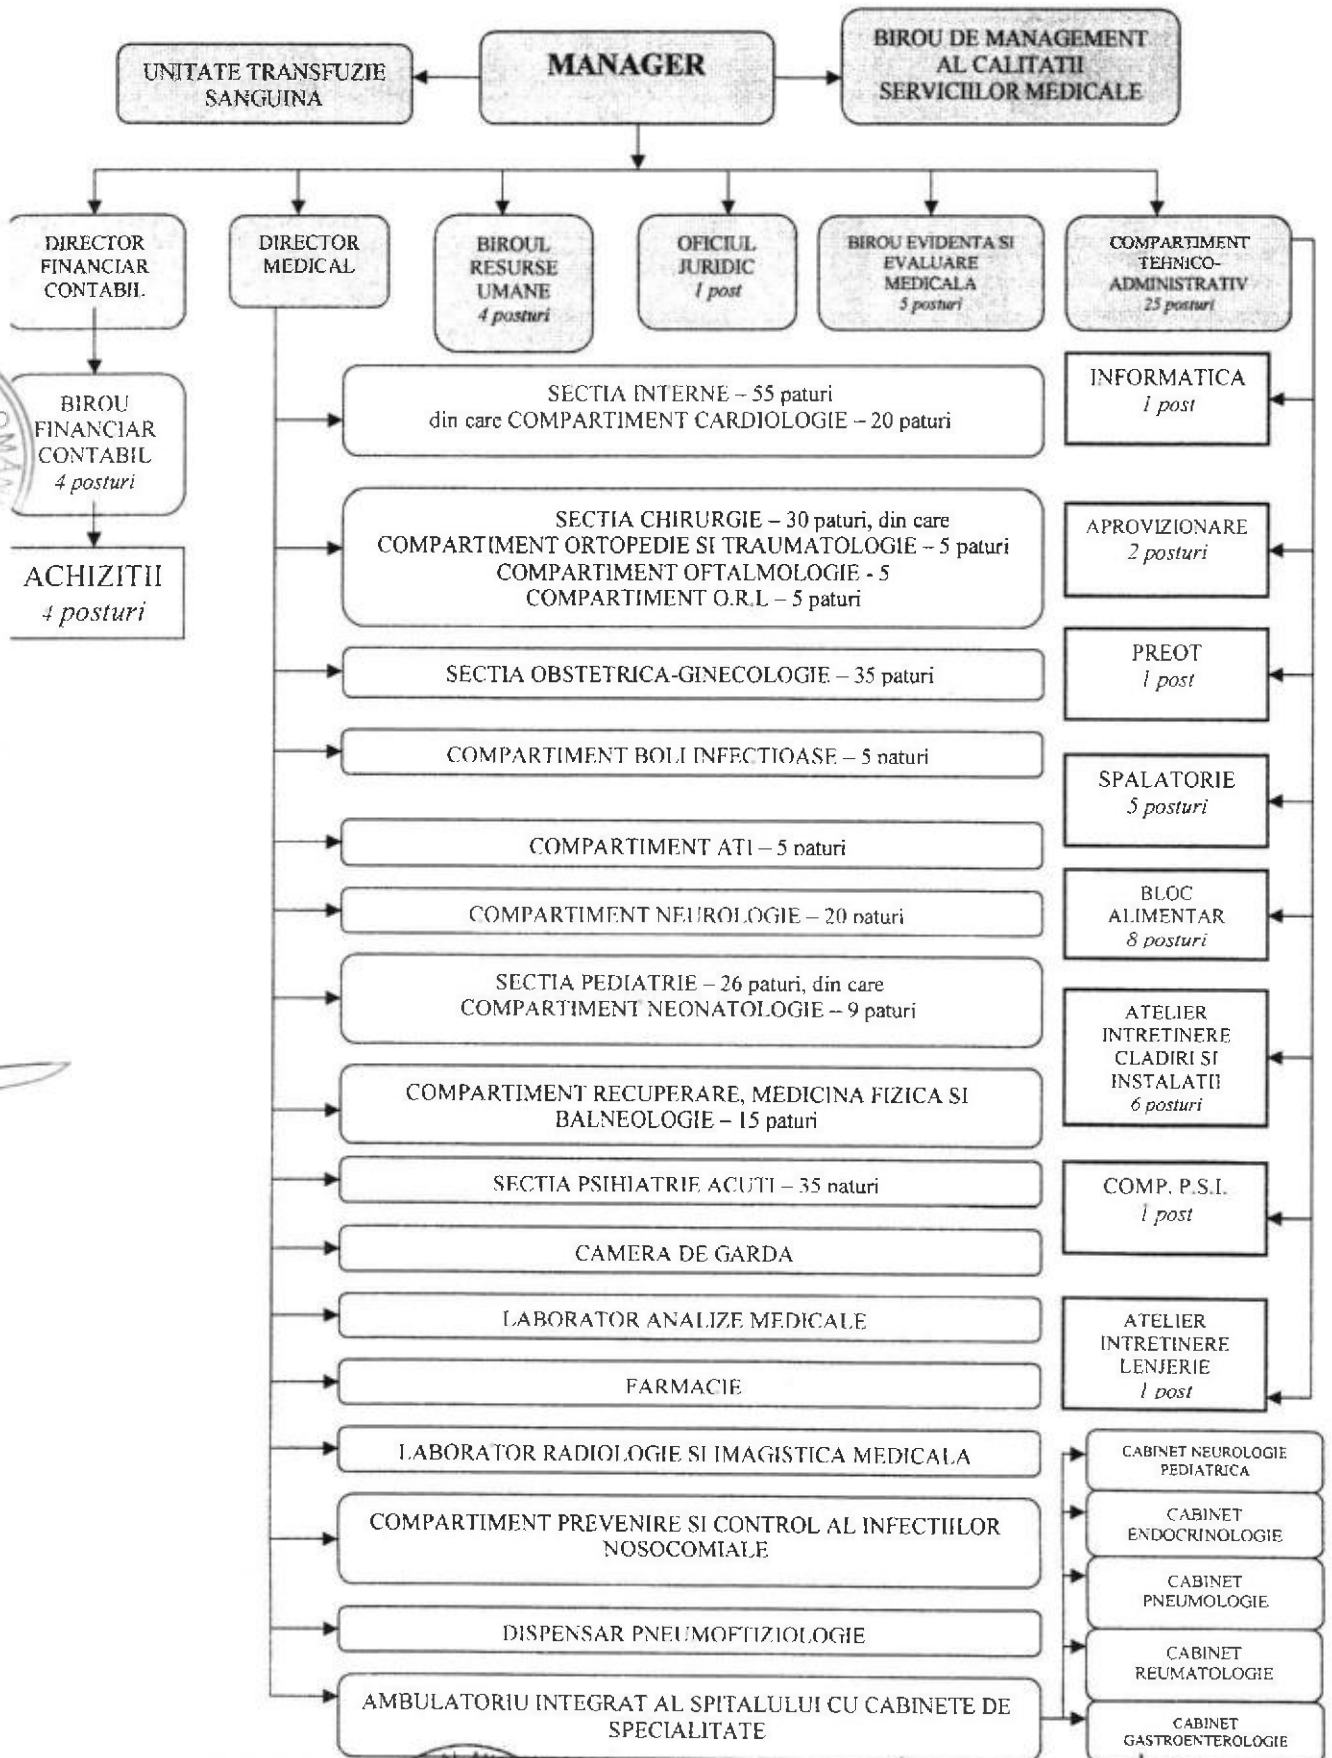 UNITATE TRANSFUZIE
SANGUINA
MANAGER
BIROU DE MANAGEMENT
AL CALITATII
SERVICIILOR MEDICALE
DIRECTOR
FINANCIAR
CONTABIL
DIRECTOR
MEDICAL
BIROUL
RESURSE
UMANE
4 posturi
OFICIUL
JURIDIC
1 post
BIROU EVIDENTA SI
EVALUARE
MEDICALA
5 posturi
COMPARTIMENT
TEHNICO-
ADMINISTRATIV
25 posturi
BIROU
FINANCIAR
CONTABIL
4 posturi
ACHIZITII
4 posturi
SECTIA INTERNE – 55 paturi
din care COMPARTIMENT CARDIOLOGIE – 20 paturi
SECTIA CHIRURGIE – 30 paturi, din care
COMPARTIMENT ORTOPEDIE SI TRAUMATOLOGIE – 5 paturi
COMPARTIMENT OFTALMOLOGIE - 5
COMPARTIMENT O.R.L – 5 paturi
SECTIA OBSTETRICA-GINECOLOGIE – 35 paturi
COMPARTIMENT BOLI INFECTIOASE – 5 paturi
COMPARTIMENT ATI – 5 paturi
COMPARTIMENT NEUROLOGIE – 20 paturi
SECTIA PEDIATRIE – 26 paturi, din care
COMPARTIMENT NEONATOLOGIE – 9 paturi
COMPARTIMENT RECUPERARE, MEDICINA FIZICA SI
BALNEOLOGIE – 15 paturi
SECTIA PSIHIATRIE ACUTI – 35 paturi
CAMERA DE GARDA
LABORATOR ANALIZE MEDICALE
FARMACIE
LABORATOR RADIOLOGIE SI IMAGISTICA MEDICALA
COMPARTIMENT PREVENIRE SI CONTROL AL INFECTIILOR
NOSOCOMIALE
DISPENSAR PNEUMOFTIZIOLOGIE
AMBULATORIU INTEGRAT AL SPITALULUI CU CABINETE DE
SPECIALITATE
INFORMATICA
1 post
APROVIZIONARE
2 posturi
PREOT
1 post
SPALATORIE
5 posturi
BLOC
ALIMENTAR
8 posturi
ATELIER
INTRETINERE
CLADIRI SI
INSTALATII
6 posturi
COMP. P.S.I.
1 post
ATELIER
INTRETINERE
LENJERIE
1 post
CABINET NEUROLOGIE
PEDIATRICA
CABINET
ENDOCRINOLOGIE
CABINET
PNEUMOLOGIE
CABINET
REUMATOLOGIE
CABINET
GASTROENTEROLOGIE